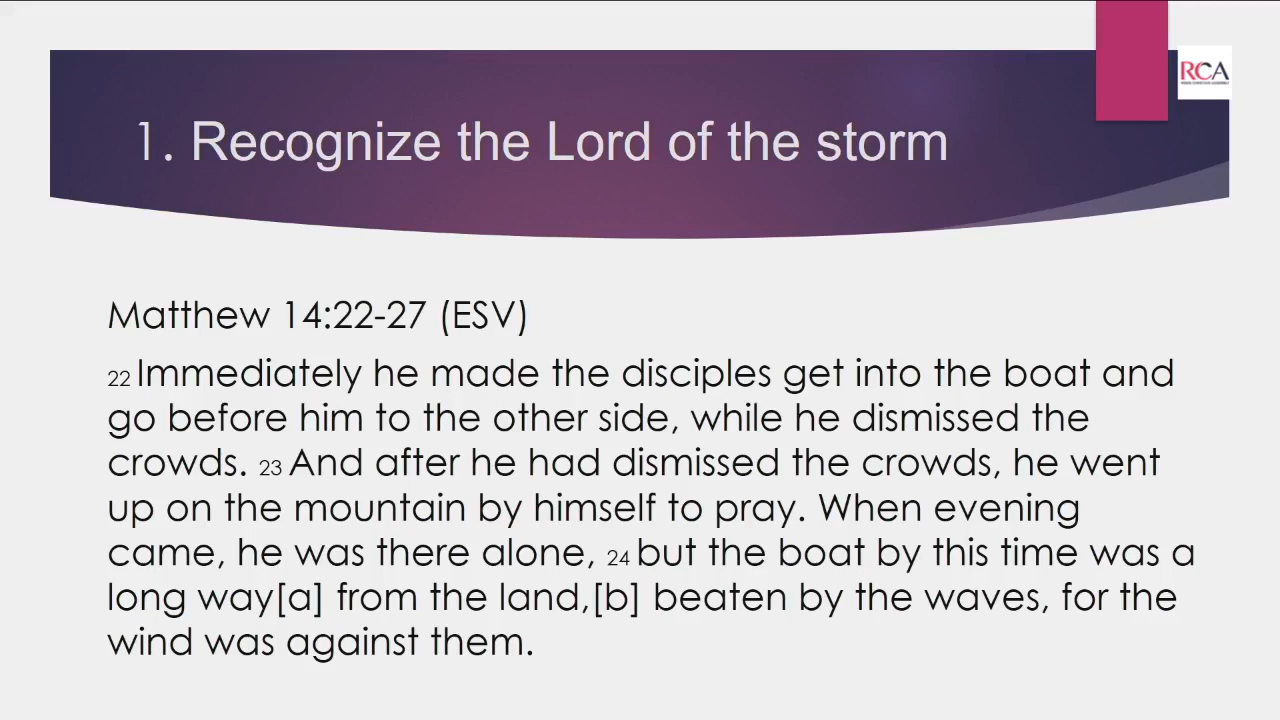 RCA
1. Recognize the Lord of the storm
Matthew 14:22-27 (ESV)
22 Immediately he made the disciples get into the boat and
go before him to the other side, while he dismissed the
crowds. 23 And after he had dismissed the crowds, he went
up on the mountain by himself to pray. When evening
came, he was there alone, 24 but the boat by this time was a
long way[a] from the land,[b] beaten by the waves, for the
wind was against them.